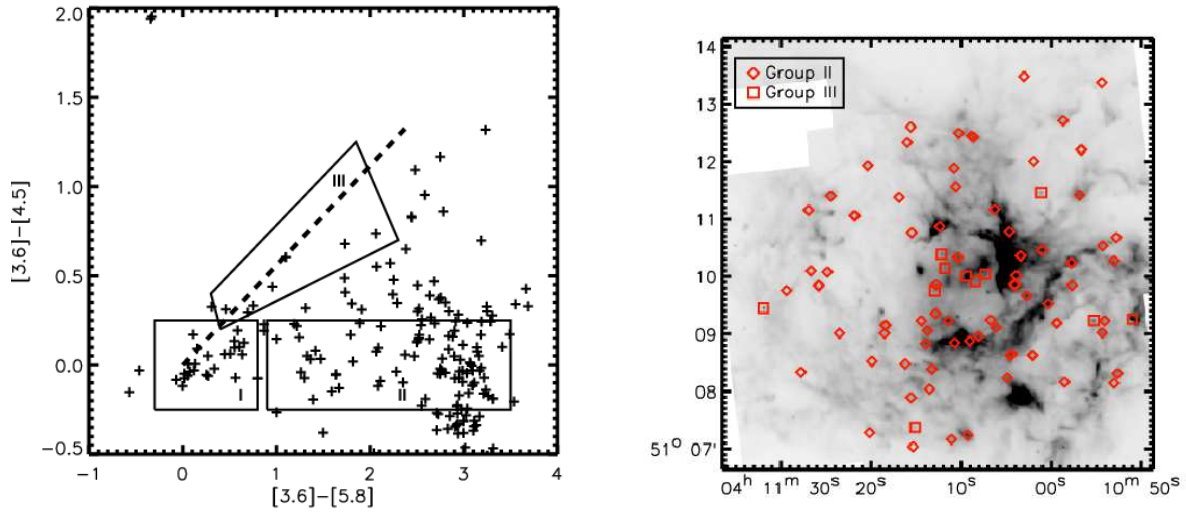 2.0
1.5
1.0
0.5
0.0
−0.5
[3.6]−[4.5]
III
I
II
−1 0 1 2 3 4
[3.6]−[5.8]
14
13
12
11
10
09
08
51° 07'
Group II
Group III
04ʰ 11ᵐ 30ˢ 20ˢ 10ˢ 00ˢ 10ᵐ 50ˢ